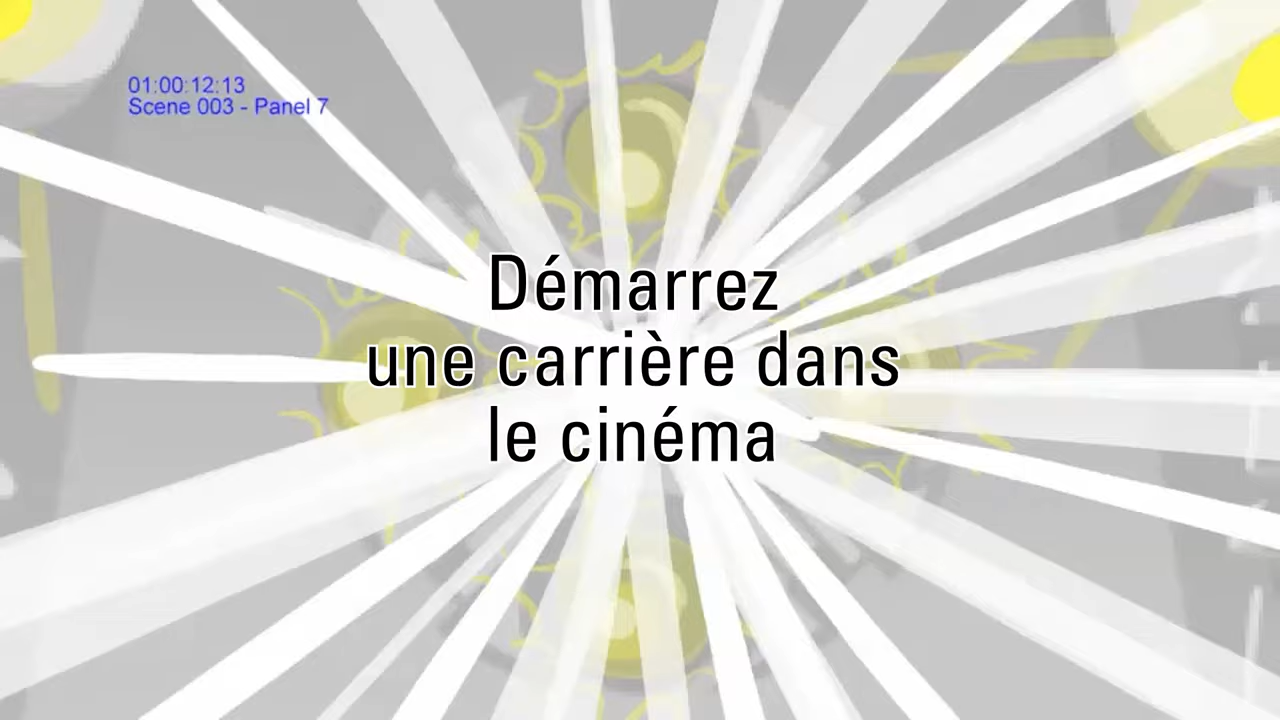 01:00:12:13
Scene 003 - Panel 7
Démarrez
une carrière dans
le cinéma